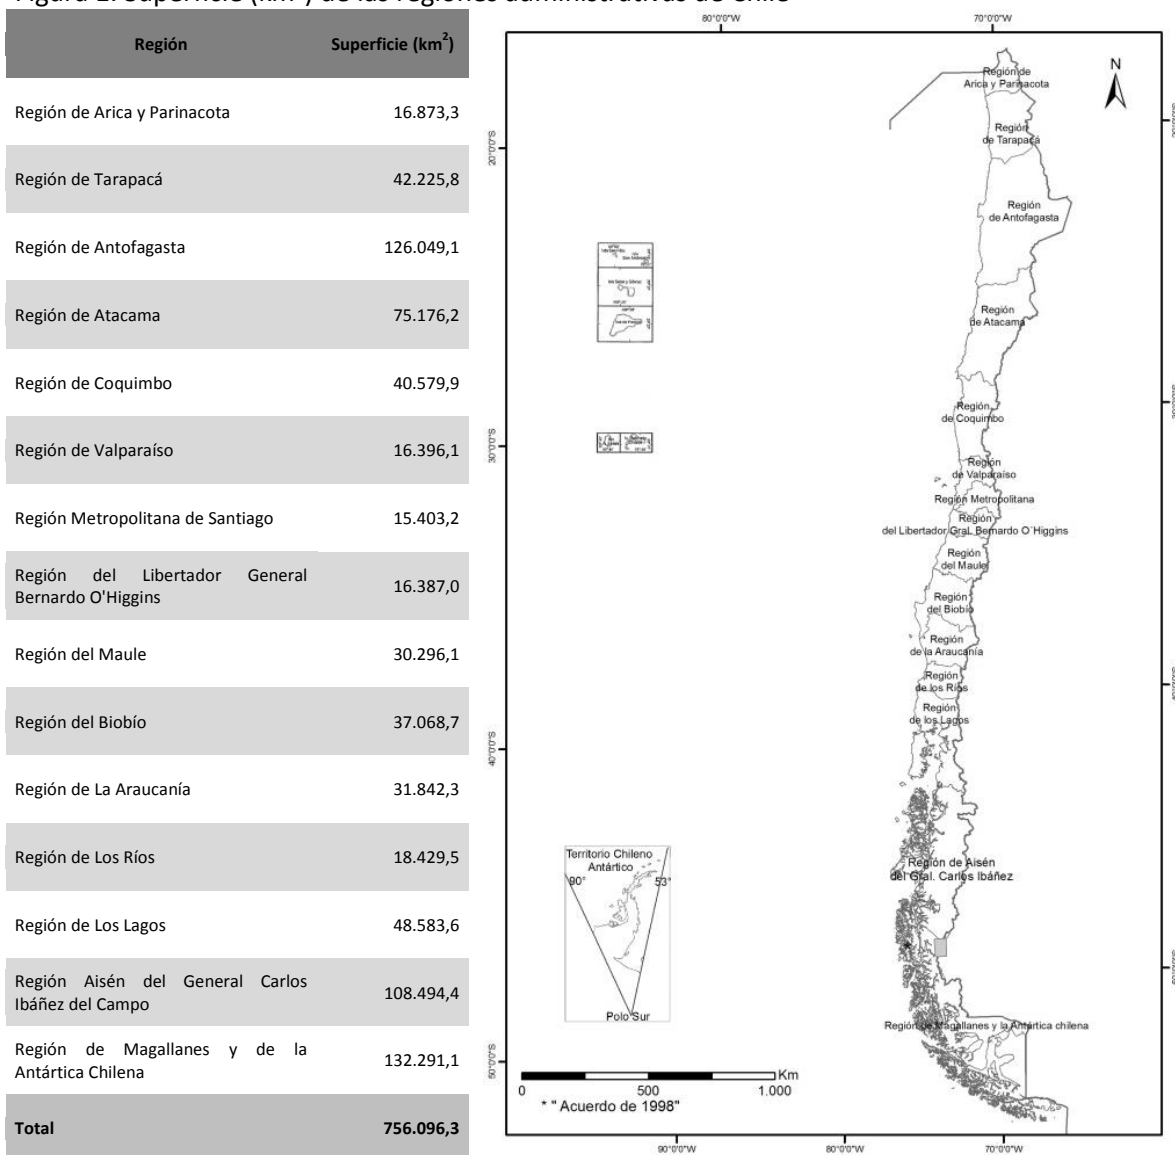 Región Superficie (km2)
Región de Arica y Parinacota 16.873,3
Región de Tarapacá 42.225,8
Región de Antofagasta 126.049,1
Región de Atacama 75.176,2
Región de Coquimbo 40.579,9
Región de Valparaíso 16.396,1
Región Metropolitana de Santiago 15.403,2
Región del Libertador General
Bernardo O'Higgins 16.387,0
Región del Maule 30.296,1
Región del Biobío 37.068,7
Región de La Araucanía 31.842,3
Región de Los Ríos 18.429,5
Región de Los Lagos 48.583,6
Región Aisén del General Carlos
Ibáñez del Campo 108.494,4
Región de Magallanes y de la
Antártica Chilena 132.291,1
Total 756.096,3
80°0'0"W 70°0'0"W
N
20°0'0"S
30°0'0"S
40°0'0"S
50°0'0"S
Región de
Arica y Parinacota
Región
de Tarapacá
Región
de Antofagasta
Región
de Atacama
Región
de Coquimbo
Región
de Valparaíso
Región Metropolitana
Región
del Libertador Gral. Bernardo O´Higgins
Región
del Maule
Región
del Biobío
Región
de la Araucanía
Región
de los Ríos
Región
de los Lagos
Región de Aisén
del Gral. Carlos Ibáñez
Región de Magallanes y la Antártica chilena
Territorio Chileno
Antártico
90° 53°
Polo Sur
Km
0 500 1.000
* " Acuerdo de 1998"
90°0'0"W 80°0'0"W 70°0'0"W